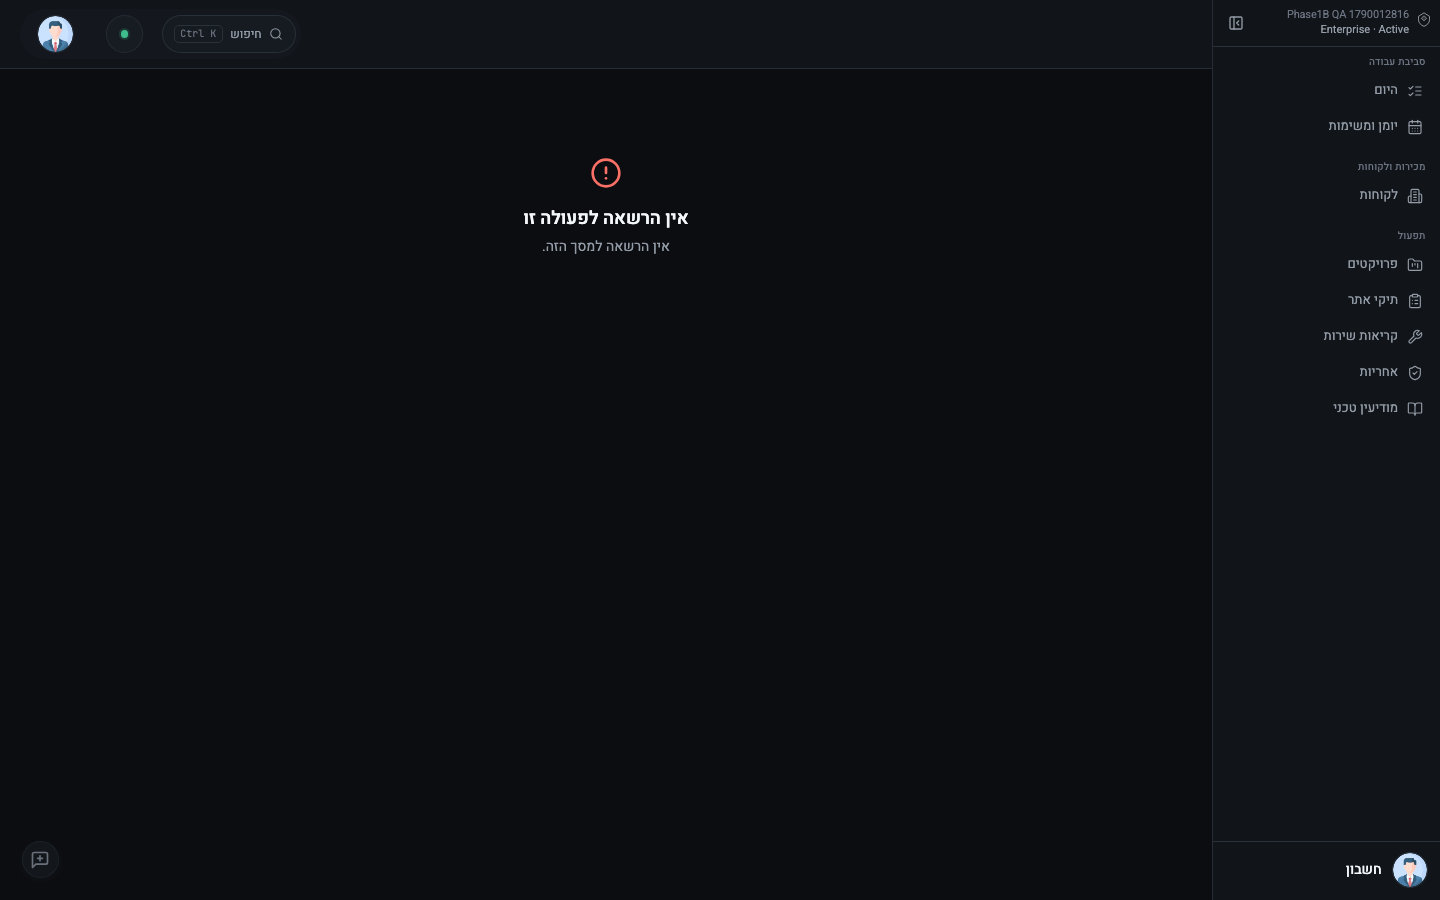 Phase1B QA 1790012816
Enterprise · Active
סביבת עבודה
היום
יומן ומשימות
מכירות ולקוחות
לקוחות
תפעול
פרויקטים
תיקי אתר
קריאות שירות
אחריות
מודיעין טכני
חשבון
חיפוש Ctrl K
אין הרשאה לפעולה זו
אין הרשאה למסך הזה.